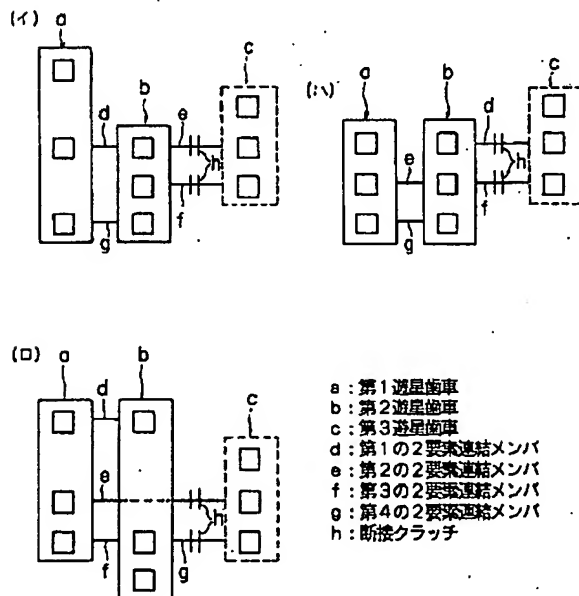 (イ) a
b
c
d
e
h
f
g
(ハ)
a
b
c
d
e
h
f
g
(ロ)
a
b
c
d
e
h
f
g
a：第1遊星歯車
b：第2遊星歯車
c：第3遊星歯車
d：第1の2要素連結メンバ
e：第2の2要素連結メンバ
f：第3の2要素連結メンバ
g：第4の2要素連結メンバ
h：断接クラッチ